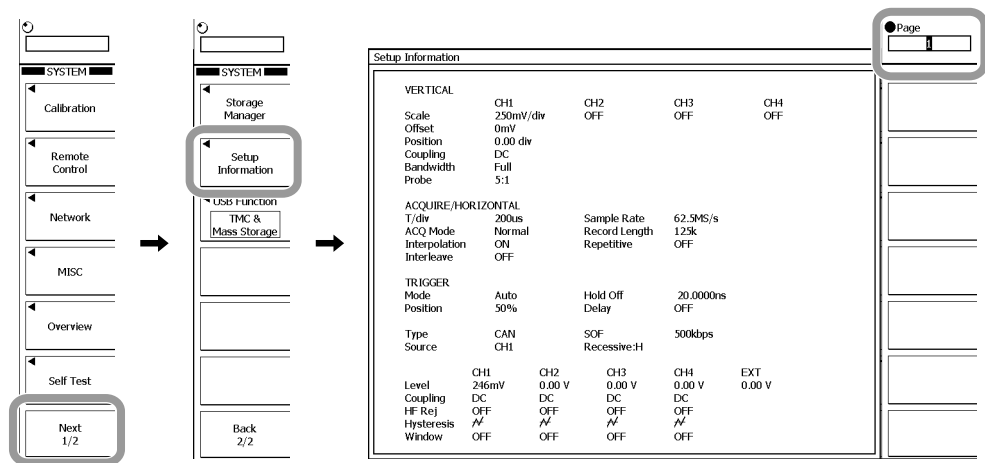 SYSTEM
Calibration
Remote
Control
Network
MISC
Overview
Self Test
Next
1/2
SYSTEM
Storage
Manager
Setup
Information
USB Function
TMC &
Mass Storage
Back
2/2
Setup Information
VERTICAL
CH1 CH2 CH3 CH4
Scale 250mV/div OFF OFF OFF
Offset 0mV
Position 0.00 div
Coupling DC
Bandwidth Full
Probe 5:1
ACQUIRE/HORIZONTAL
T/div 200us Sample Rate 62.5MS/s
ACQ Mode Normal Record Length 125k
Interpolation ON Repetitive OFF
Interleave OFF
TRIGGER
Mode Auto Hold Off 20.0000ns
Position 50% Delay OFF
Type CAN SOF 500kbps
Source CH1 Recessive:H
CH1 CH2 CH3 CH4 EXT
Level 246mV 0.00 V 0.00 V 0.00 V 0.00 V
Coupling DC DC DC DC
HF Rej OFF OFF OFF OFF
Hysteresis
Window OFF OFF OFF OFF
Page
1